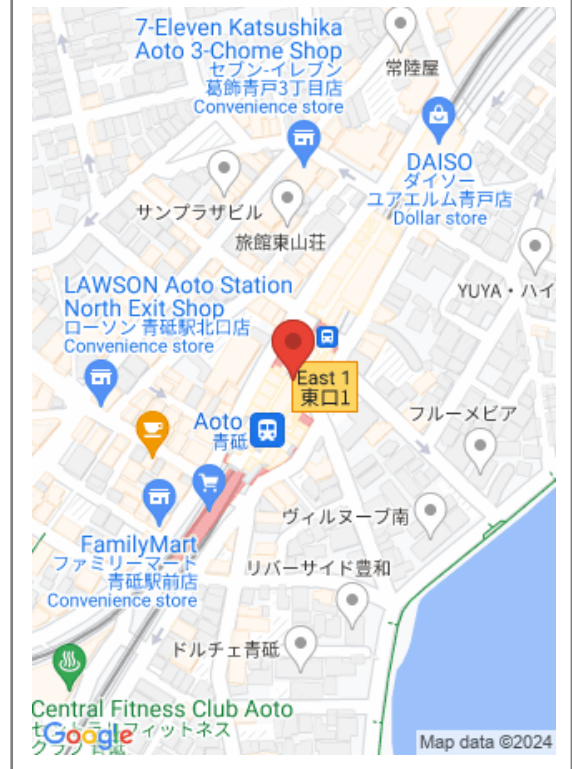 7-Eleven Katsushika
Aoto 3-Chome Shop
セブン-イレブン
葛飾青戸3丁目店
Convenience store
常陸屋
DAISO
ダイソー
ユアエルム青戸店
Dollar store
サンプラザビル
旅館東山荘
YUYA・ハイ
LAWSON Aoto Station
North Exit Shop
ローソン 青砥駅北口店
Convenience store
East 1
東口1
Aoto
青砥
フルーメビア
ヴィルヌーブ南
FamilyMart
ファミリーマート
青砥駅前店
Convenience store
リバーサイド豊和
ドルチェ青砥
Central Fitness Club Aoto
フィットネス
Google
Map data ©2024